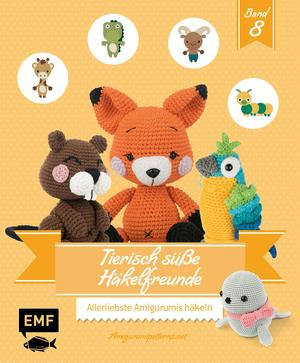 Band
8
Tierisch süße
Häkelfreunde
Allerliebste Amigurumis häkeln
EMF
Amigurumipatterns.net